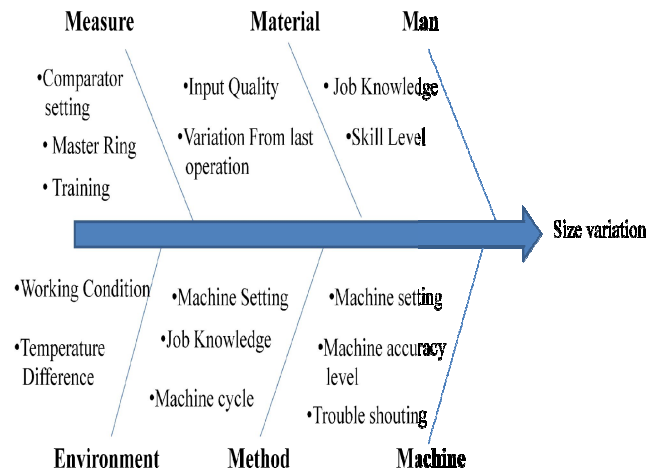 Measure
Material
Man
•Comparator
setting
• Master Ring
• Training
•Input Quality
•Variation From last
operation
• Job Knowledge
•Skill Level
Size variation
•Working Condition
•Temperature
Difference
•Machine Setting
•Job Knowledge
•Machine cycle
•Machine setting
•Machine accuracy
level
•Trouble shouting
Environment
Method
Machine